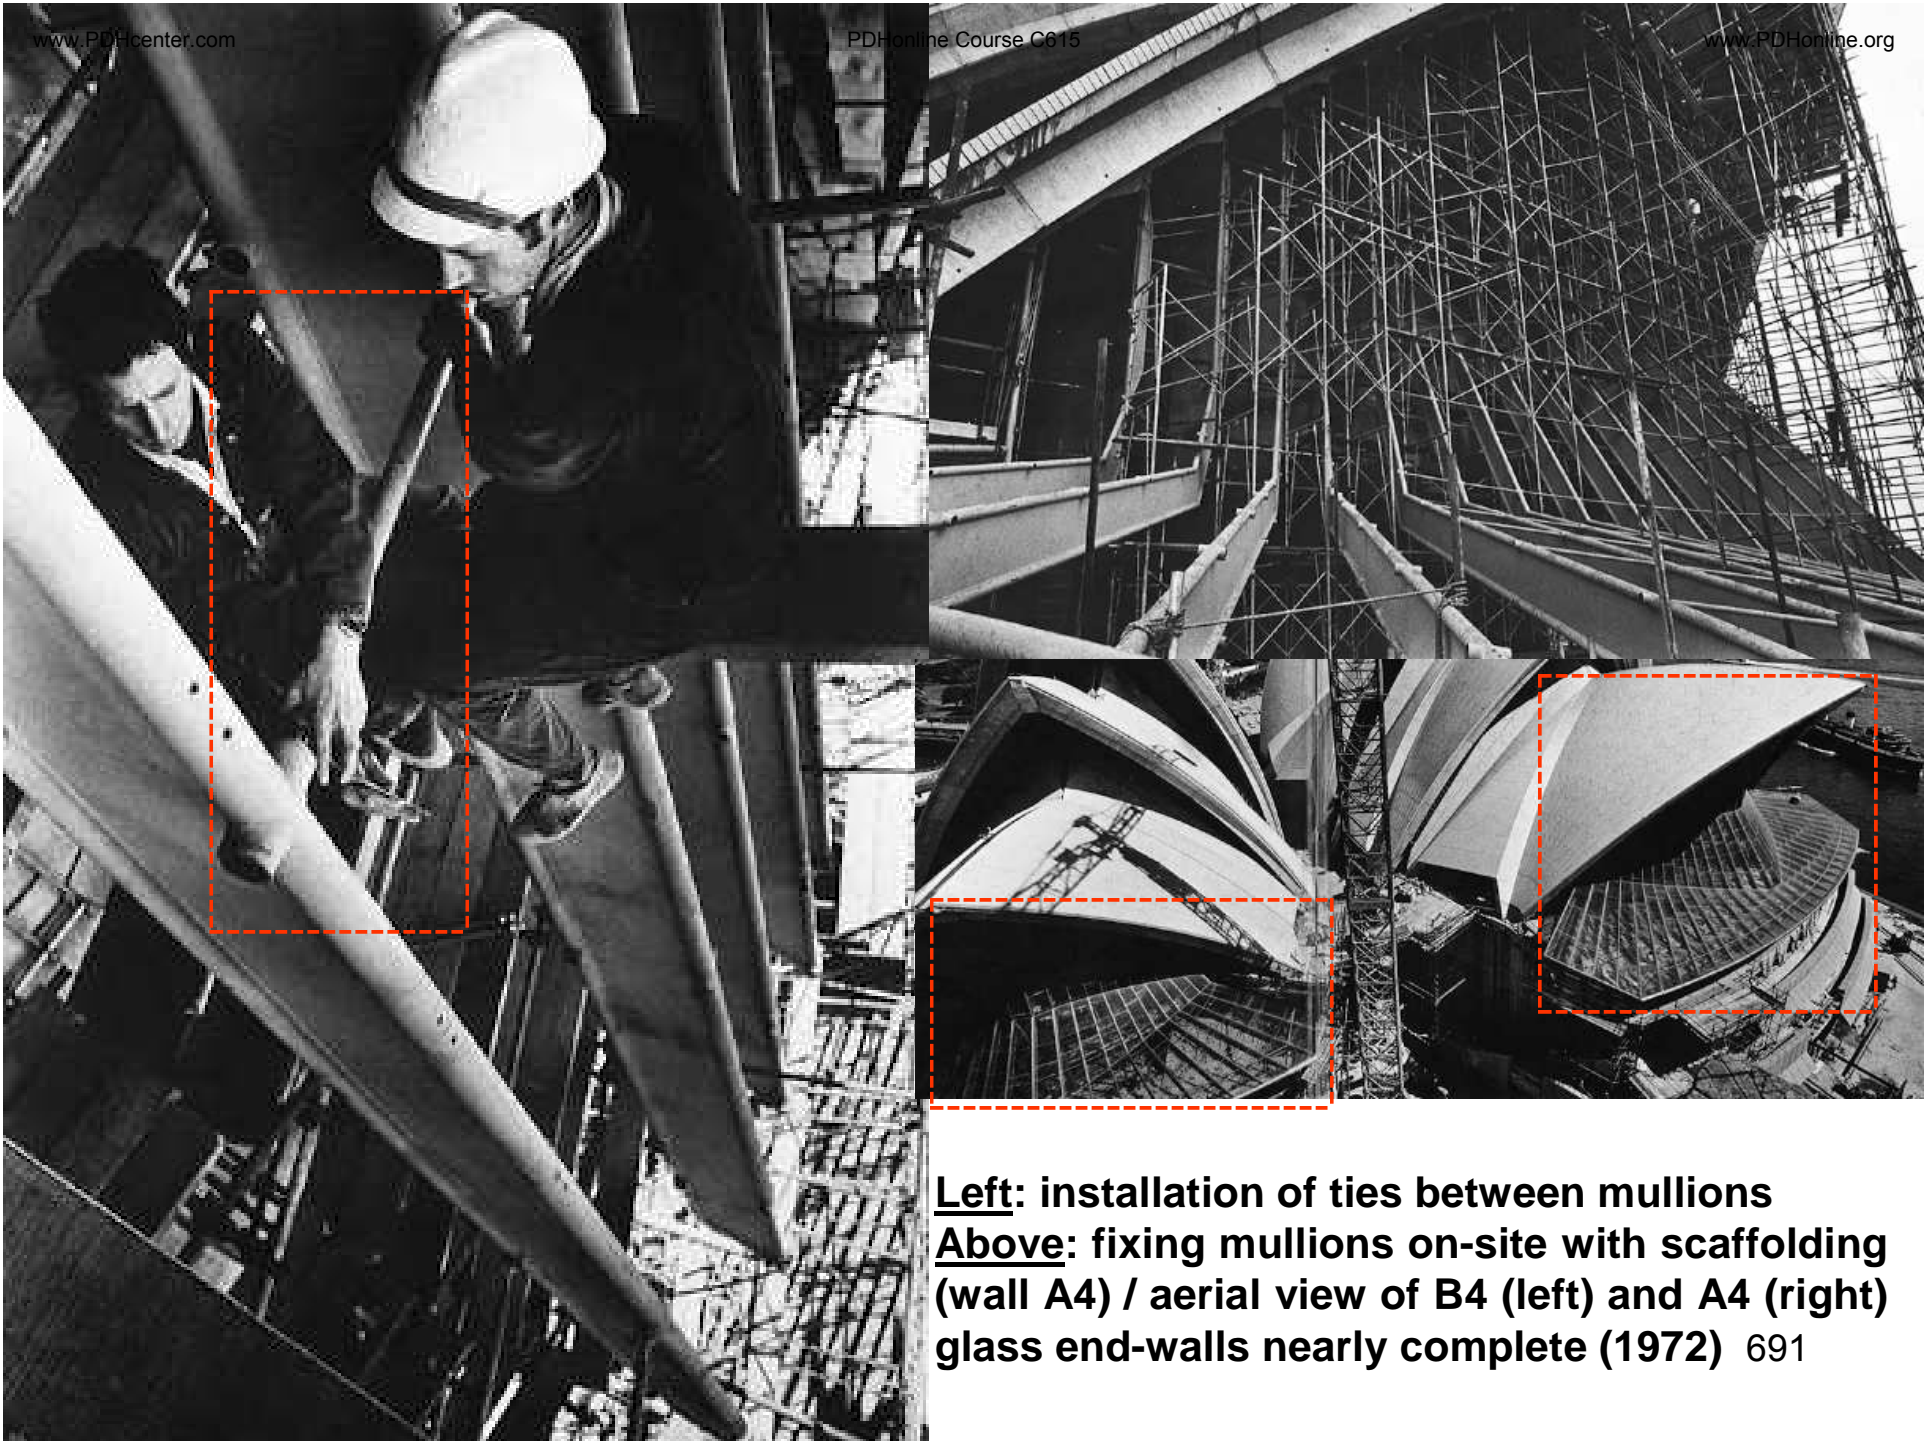 www.PDHcenter.com
PDHonline Course C615
www.PDHonline.org
Left: installation of ties between mullions
Above: fixing mullions on-site with scaffolding
(wall A4) / aerial view of B4 (left) and A4 (right)
glass end-walls nearly complete (1972) 691